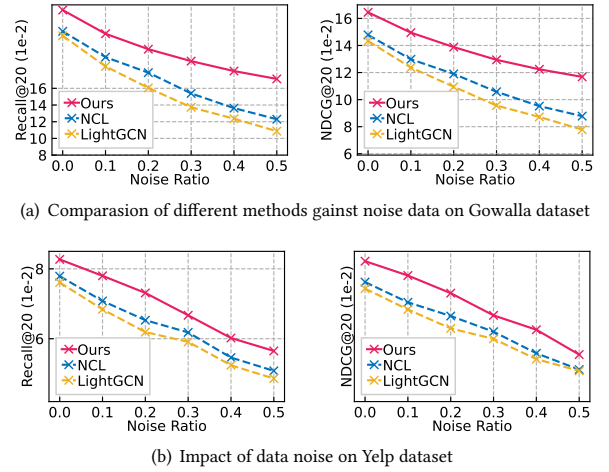 Recall@20 (1e-2)
16
12
10
8
Ours
NCL
LightGCN
0.0 0.1 0.2 0.3 0.4 0.5
Noise Ratio
NDCG@20 (1e-2)
16
14
12
10
8
6
Ours
NCL
LightGCN
0.0 0.1 0.2 0.3 0.4 0.5
Noise Ratio
(a) Comparasion of different methods gainst noise data on Gowalla dataset
Recall@20 (1e-2)
8
6
Ours
NCL
LightGCN
0.0 0.1 0.2 0.3 0.4 0.5
Noise Ratio
NDCG@20 (1e-2)
Ours
NCL
LightGCN
0.0 0.1 0.2 0.3 0.4 0.5
Noise Ratio
(b) Impact of data noise on Yelp dataset